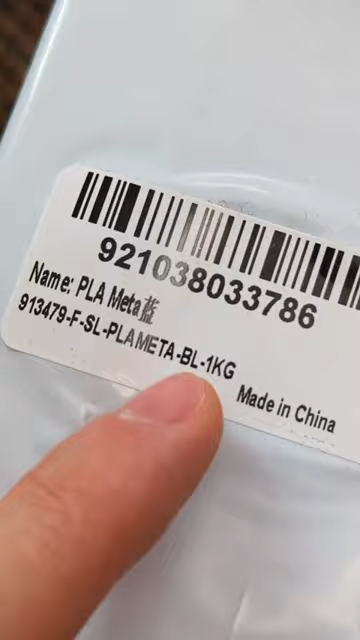 921038033786
Name: PLA Meta蓝
913479-F-SL-PLAMETA-BL-1KG
Made in China